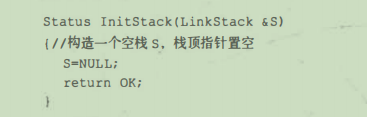 Status InitStack(LinkStack &S)
{//构造一个空栈 S，栈顶指针置空
S=NULL;
return OK;
}